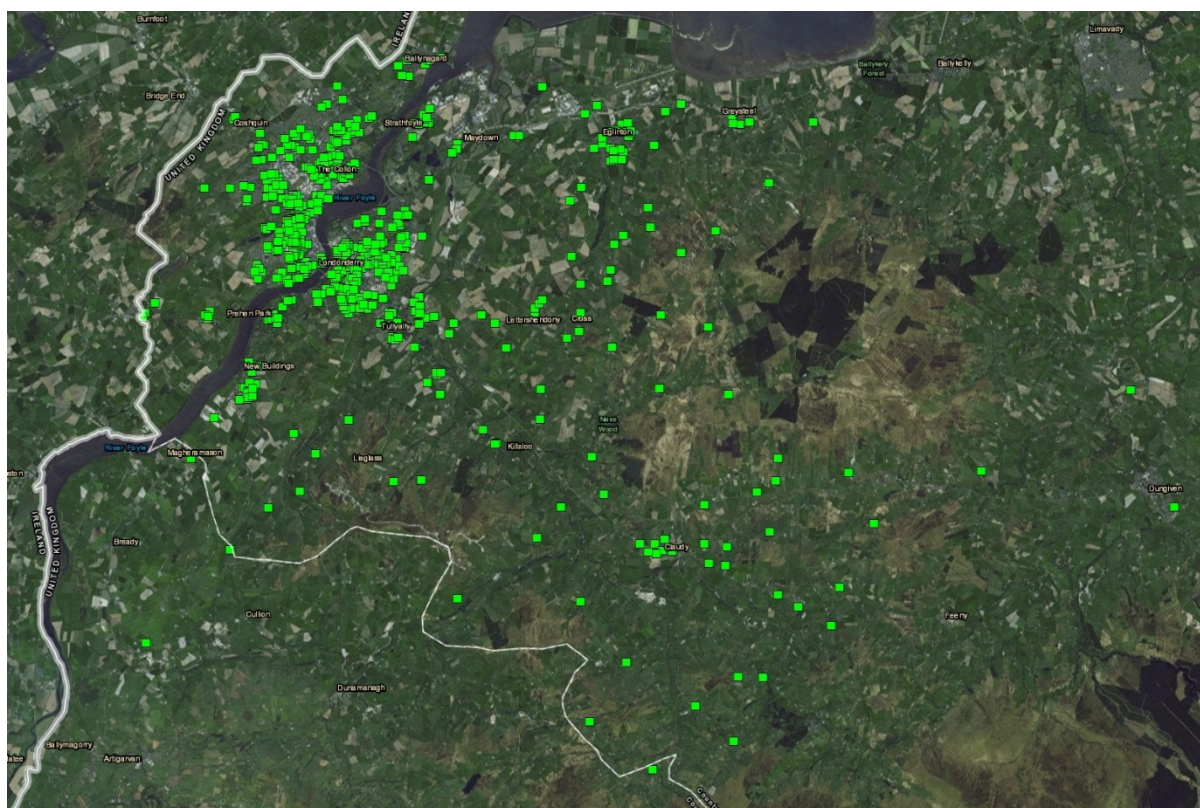 Burnfoot
IRELAND
Limavady
Ballynagard
Ballykelly
Forest
Ballykelly
Bridge End
Greysteel
Coshquin
Strathfoyle
Eglinton
Maydown
UNITED KINGDOM
The Collon
River Foyle
Londonderry
Prehen Park
Lettershendony
Cross
Tullyally
New Buildings
Ness
Wood
River Foyle
Magheramason
Killaloo
Lisglass
Dungiven
IRELAND
UNITED KINGDOM
Bready
Claudy
Cullion
Feeny
Dunamanagh
Ballymagorry
Artigarvan